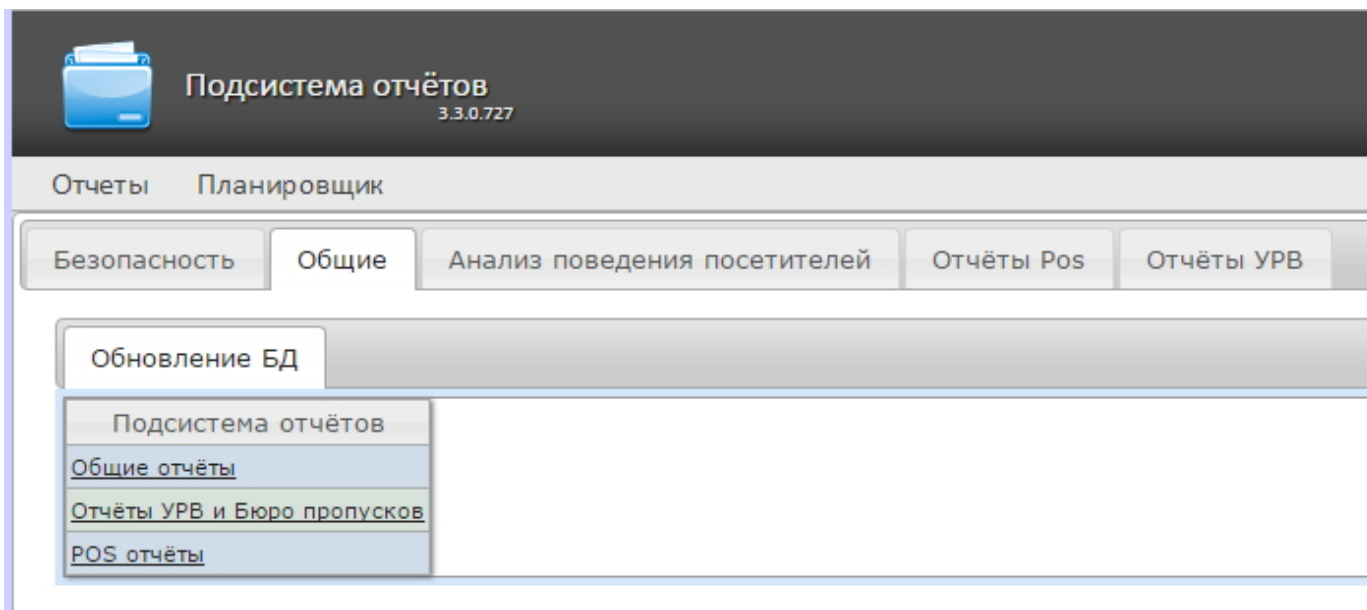 Подсистема отчётов
3.3.0.727
Отчеты Планировщик
Безопасность Общие Анализ поведения посетителей Отчёты Pos Отчёты УРВ
Обновление БД
Подсистема отчётов
Общие отчёты
Отчёты УРВ и Бюро пропусков
POS отчёты